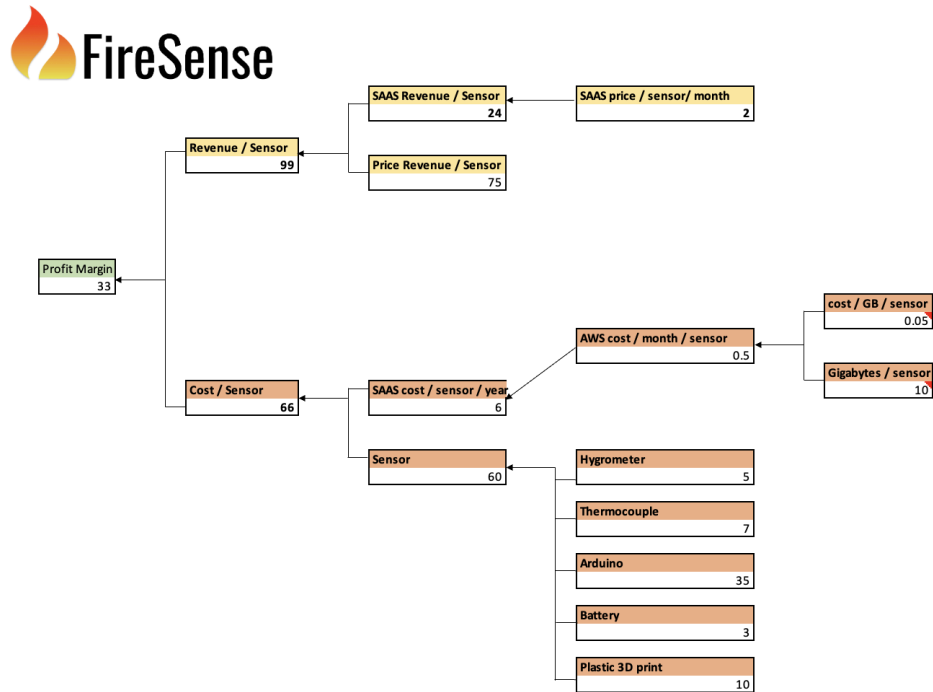 FireSense
SAAS Revenue / Sensor
24
SAAS price / sensor/ month
2
Revenue / Sensor
99
Price Revenue / Sensor
75
Profit Margin
33
cost / GB / sensor
0.05
AWS cost / month / sensor
0.5
Gigabytes / sensor
10
Cost / Sensor
66
SAAS cost / sensor / year
6
Sensor
60
Hygrometer
5
Thermocouple
7
Arduino
35
Battery
3
Plastic 3D print
10